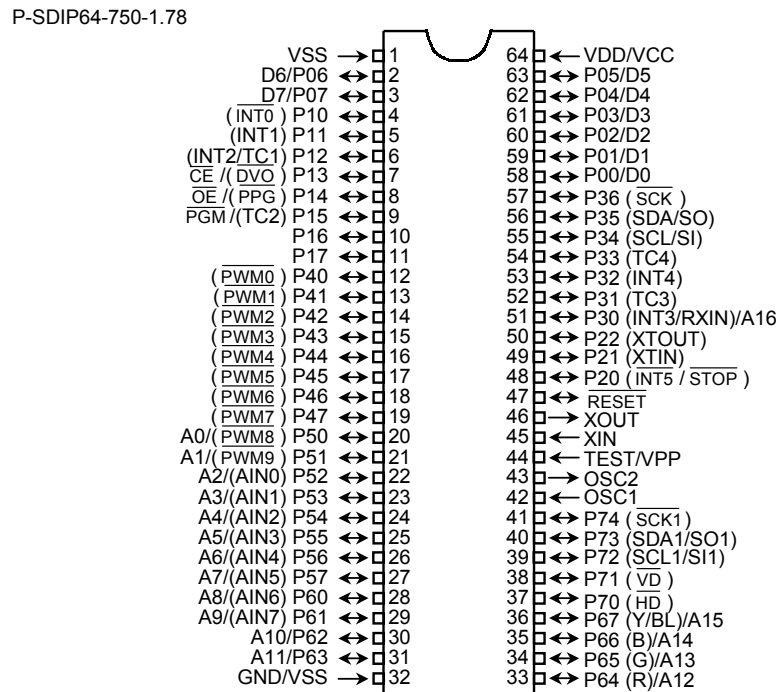 P-SDIP64-750-1.78
VSS 1 64 VDD/VCC
D6/P06 2 63 P05/D5
D7/P07 3 62 P04/D4
(INT0) P10 4 61 P03/D3
(INT1) P11 5 60 P02/D2
(INT2/TC1) P12 6 59 P01/D1
CE/(DVO) P13 7 58 P00/D0
OE/(PPG) P14 8 57 P36 (SCK)
PGM/(TC2) P15 9 56 P35 (SDA/SO)
P16 10 55 P34 (SCL/SI)
P17 11 54 P33 (TC4)
(PWM0) P40 12 53 P32 (INT4)
(PWM1) P41 13 52 P31 (TC3)
(PWM2) P42 14 51 P30 (INT3/RXIN)/A16
(PWM3) P43 15 50 P22 (XTOUT)
(PWM4) P44 16 49 P21 (XTIN)
(PWM5) P45 17 48 P20 (INT5/STOP)
(PWM6) P46 18 47 RESET
(PWM7) P47 19 46 XOUT
A0/(PWM8) P50 20 45 XIN
A1/(PWM9) P51 21 44 TEST/VPP
A2/(AIN0) P52 22 43 OSC2
A3/(AIN1) P53 23 42 OSC1
A4/(AIN2) P54 24 41 P74 (SCK1)
A5/(AIN3) P55 25 40 P73 (SDA1/SO1)
A6/(AIN4) P56 26 39 P72 (SCL1/SI1)
A7/(AIN5) P57 27 38 P71 (VD)
A8/(AIN6) P60 28 37 P70 (HD)
A9/(AIN7) P61 29 36 P67 (Y/BL)/A15
A10/P62 30 35 P66 (B)/A14
A11/P63 31 34 P65 (G)/A13
GND/VSS 32 33 P64 (R)/A12